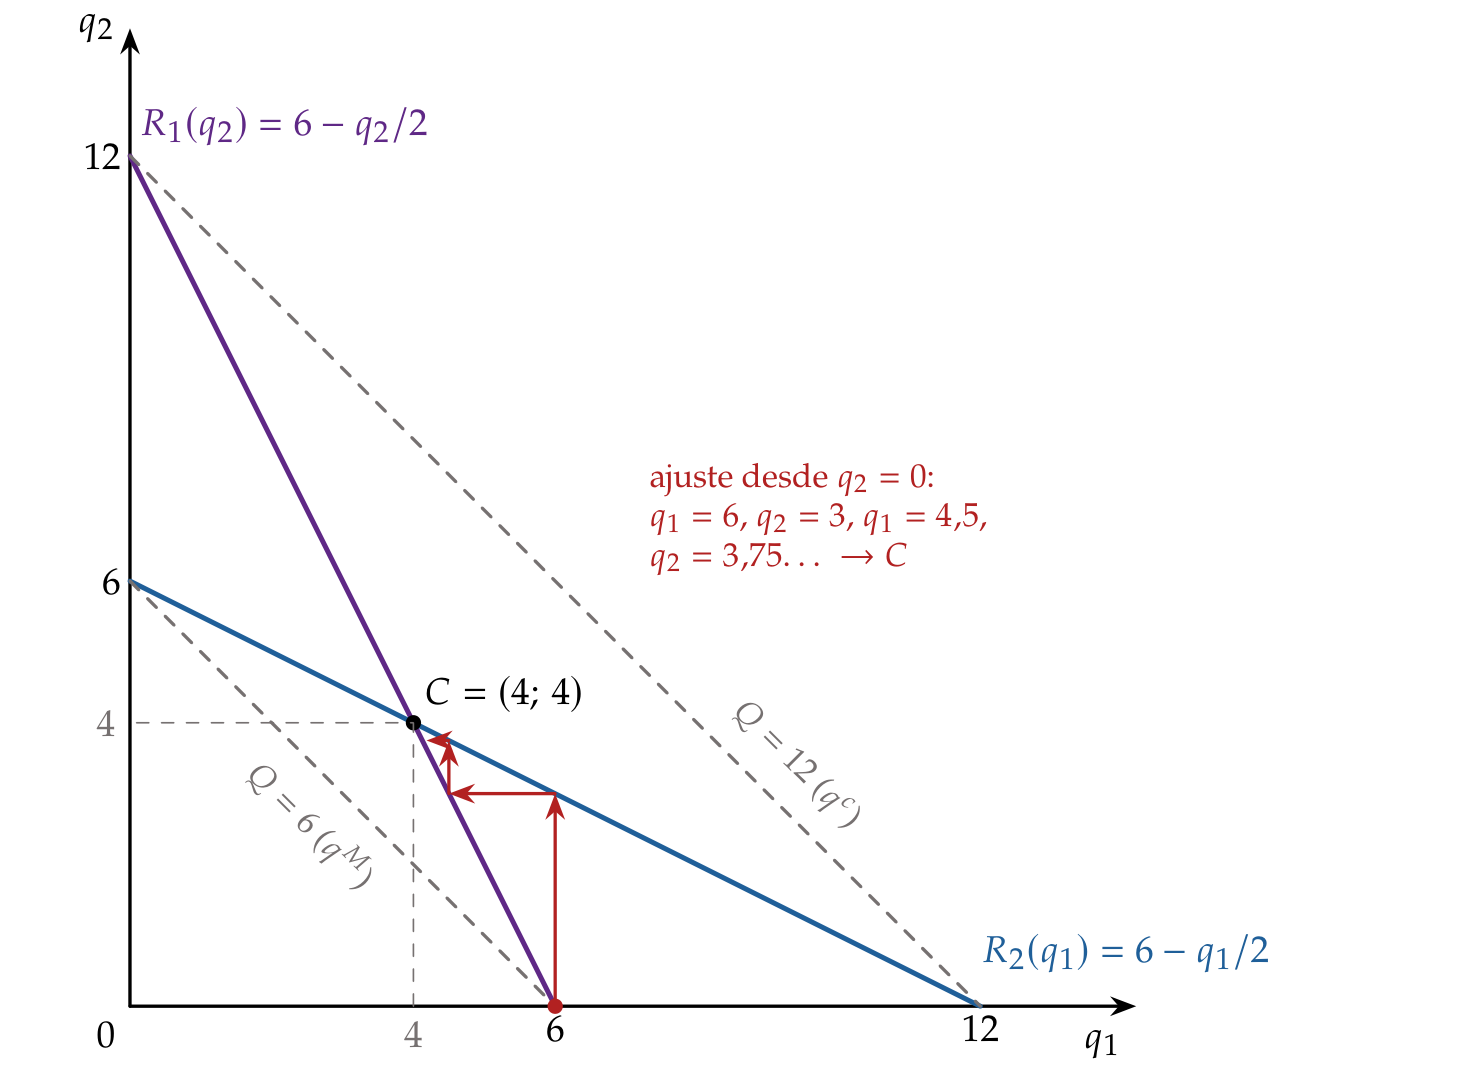 q₂
R₁(q₂) = 6 − q₂/2
12
ajuste desde q₂ = 0:
q₁ = 6, q₂ = 3, q₁ = 4,5,
q₂ = 3,75… → C
6
C = (4; 4)
4
Q = 12 (qᶜ)
Q = 6 (qᴹ)
R₂(q₁) = 6 − q₁/2
0
4
6
12
q₁